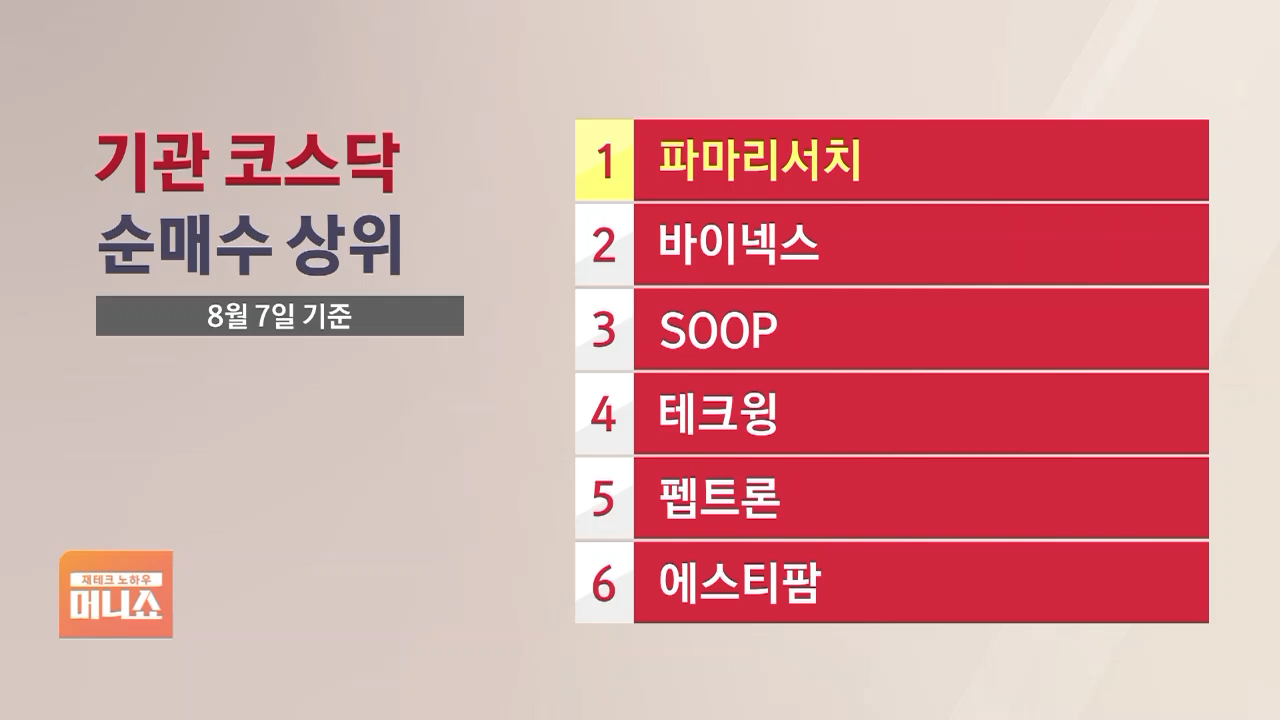 기관 코스닥
순매수 상위
8월 7일 기준
1 파마리서치
2 바이넥스
3 SOOP
4 테크윙
5 펩트론
6 에스티팜
재테크 노하우
머니쇼